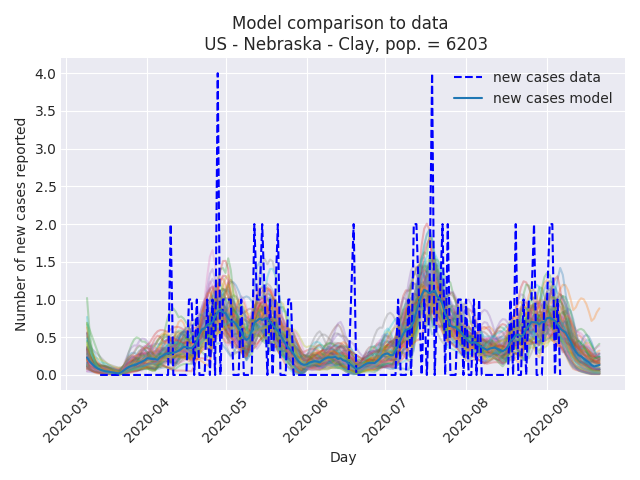 Model comparison to data
US - Nebraska - Clay, pop. = 6203
new cases data
new cases model
Number of new cases reported
4.0
3.5
3.0
2.5
2.0
1.5
1.0
0.5
0.0
2020-03
2020-04
2020-05
2020-06
2020-07
2020-08
2020-09
Day